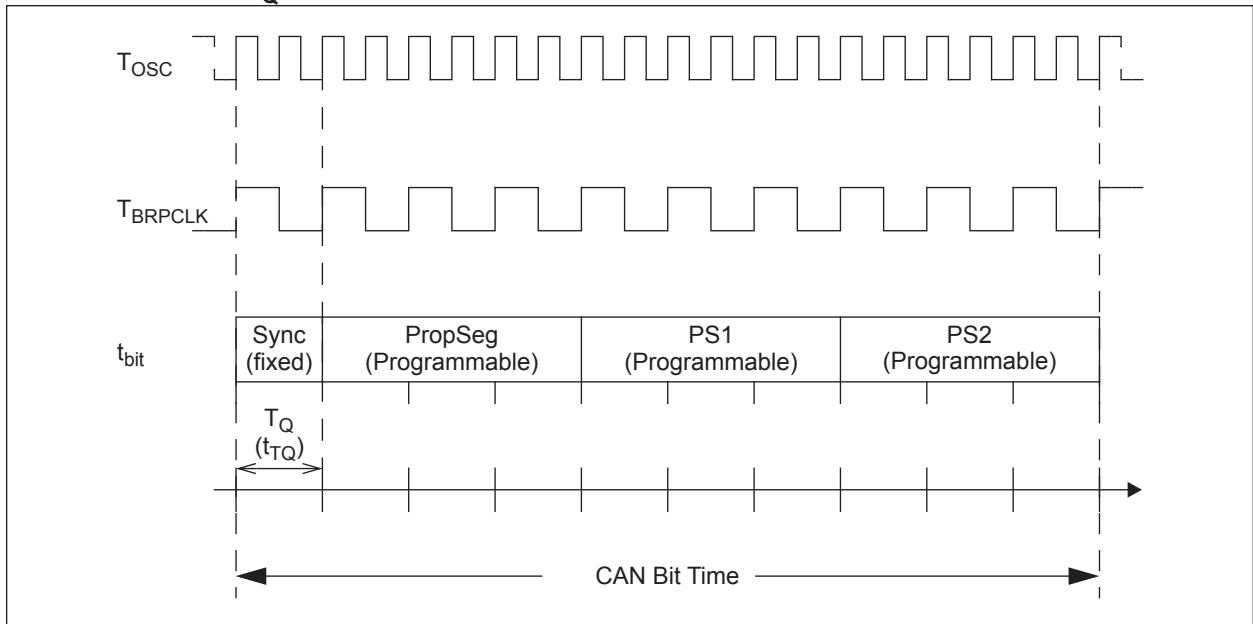 Q
TOSC
TBRPCLK
tbit
Sync
(fixed)
PropSeg
(Programmable)
PS1
(Programmable)
PS2
(Programmable)
TQ
(tTQ)
CAN Bit Time